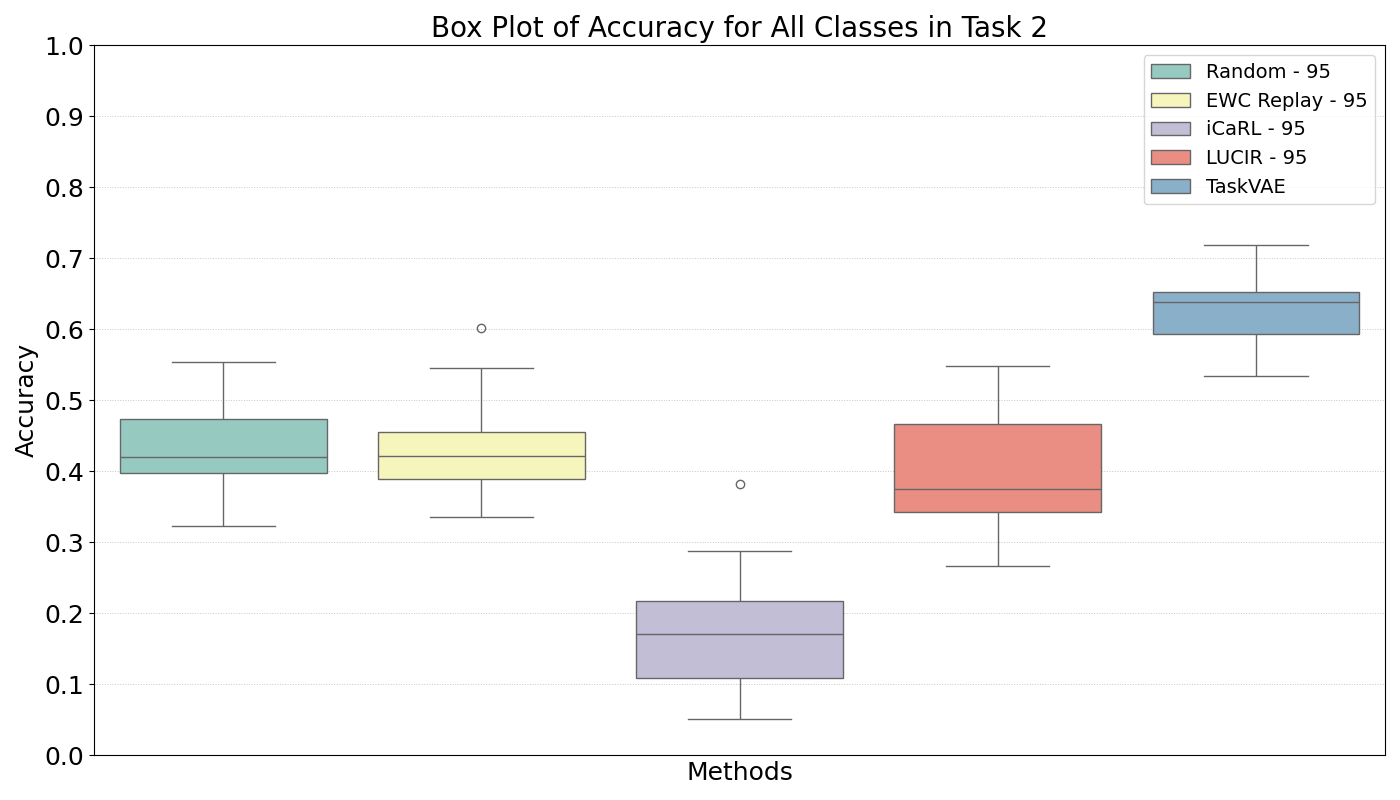 Box Plot of Accuracy for All Classes in Task 2
1.0
0.9
0.8
0.7
0.6
0.5
0.4
0.3
0.2
0.1
0.0
Accuracy
Methods
Random - 95
EWC Replay - 95
iCaRL - 95
LUCIR - 95
TaskVAE